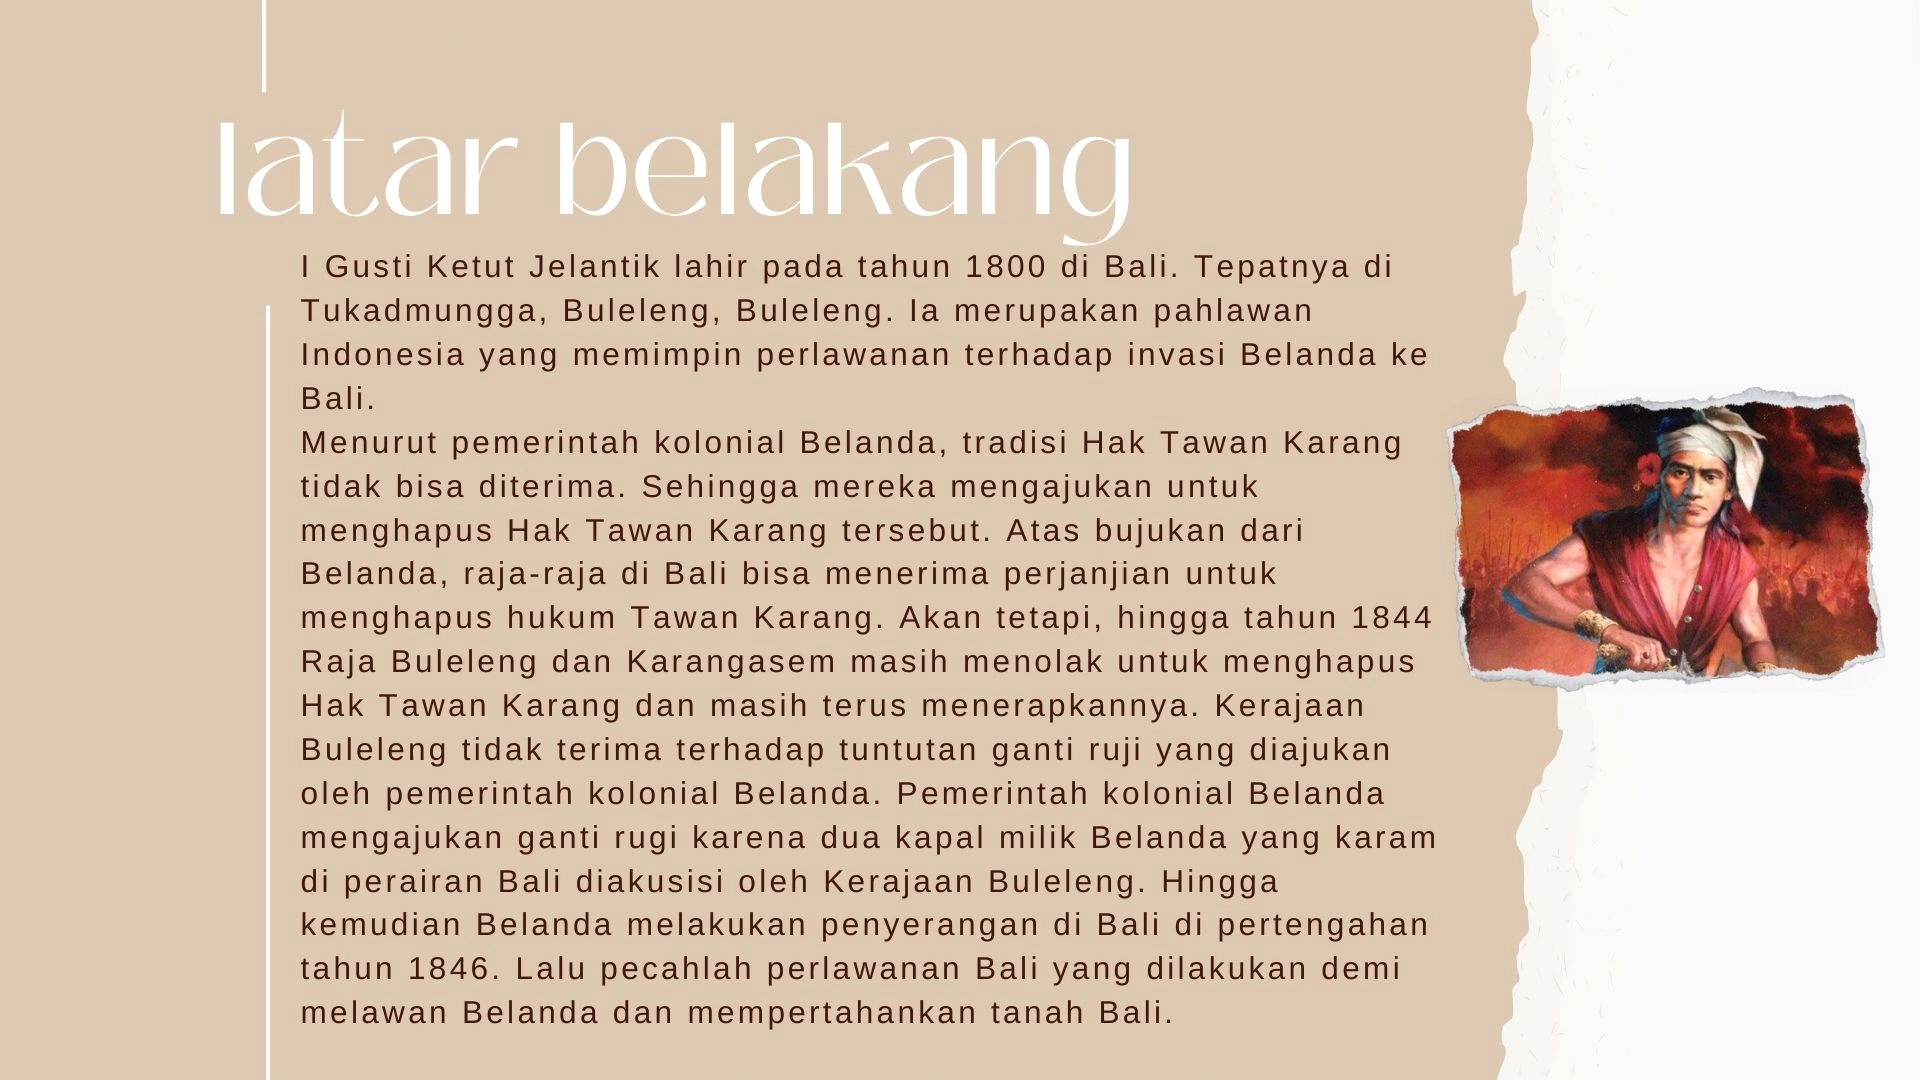 latar belakang
I Gusti Ketut Jelantik lahir pada tahun 1800 di Bali. Tepatnya di
Tukadmungga, Buleleng, Buleleng. Ia merupakan pahlawan
Indonesia yang memimpin perlawanan terhadap invasi Belanda ke
Bali.
Menurut pemerintah kolonial Belanda, tradisi Hak Tawan Karang
tidak bisa diterima. Sehingga mereka mengajukan untuk
menghapus Hak Tawan Karang tersebut. Atas bujukan dari
Belanda, raja-raja di Bali bisa menerima perjanjian untuk
menghapus hukum Tawan Karang. Akan tetapi, hingga tahun 1844
Raja Buleleng dan Karangasem masih menolak untuk menghapus
Hak Tawan Karang dan masih terus menerapkannya. Kerajaan
Buleleng tidak terima terhadap tuntutan ganti ruji yang diajukan
oleh pemerintah kolonial Belanda. Pemerintah kolonial Belanda
mengajukan ganti rugi karena dua kapal milik Belanda yang karam
di perairan Bali diakusisi oleh Kerajaan Buleleng. Hingga
kemudian Belanda melakukan penyerangan di Bali di pertengahan
tahun 1846. Lalu pecahlah perlawanan Bali yang dilakukan demi
melawan Belanda dan mempertahankan tanah Bali.